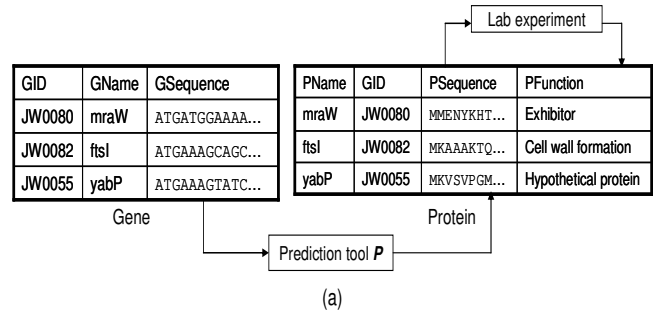 Lab experiment
GID GName GSequence
JW0080 mraW ATGATGGAAAA...
JW0082 ftsI ATGAAAGCAGC...
JW0055 yabP ATGAAAGTATC...
Gene
PName GID PSequence PFunction
mraW JW0080 MMENYKHT... Exhibitor
ftsI JW0082 MKAAAKTQ... Cell wall formation
yabP JW0055 MKVSVPGM... Hypothetical protein
Protein
Prediction tool P
(a)